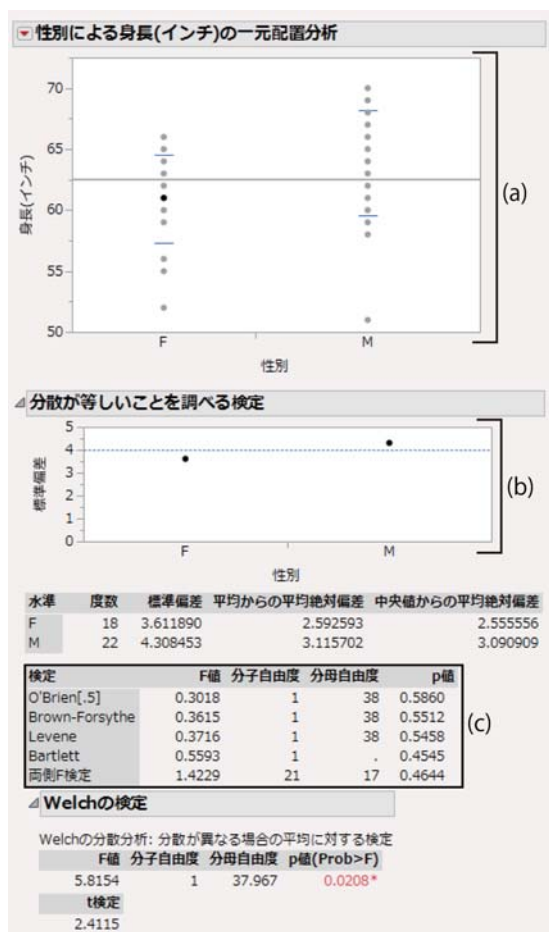 性別による身長(インチ)の一元配置分析
70
65
60
55
50
身長(インチ)
F M
性別
(a)
分散が等しいことを調べる検定
5
4
3
2
1
0
標準偏差
F M
性別
(b)
水準 度数 標準偏差 平均からの平均絶対偏差 中央値からの平均絶対偏差
F 18 3.611890 2.592593 2.555556
M 22 4.308453 3.115702 3.090909
検定 F値 分子自由度 分母自由度 p値
O'Brien[.5] 0.3018 1 38 0.5860
Brown-Forsythe 0.3615 1 38 0.5512
Levene 0.3716 1 38 0.5458
Bartlett 0.5593 1 . 0.4545
両側F検定 1.4229 21 17 0.4644
(c)
Welchの検定
Welchの分散分析: 分散が異なる場合の平均に対する検定
F値 分子自由度 分母自由度 p値(Prob>F)
5.8154 1 37.967 0.0208*
t検定
2.4115